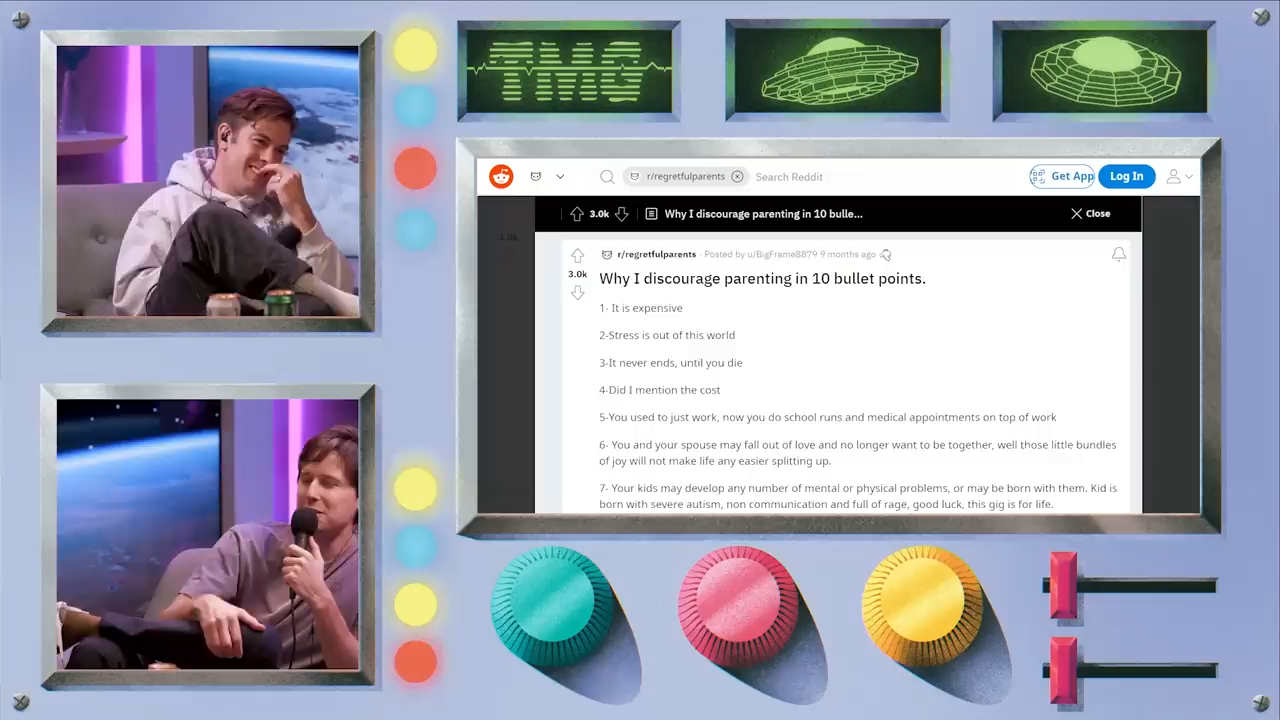 TMG
r/regretfulparents
Search Reddit
Get App
Log In
3.0k
Why I discourage parenting in 10 bulle...
Close
r/regretfulparents · Posted by u/BigFrame8879 9 months ago
3.0k
Why I discourage parenting in 10 bullet points.
1- It is expensive
2-Stress is out of this world
3-It never ends, until you die
4-Did I mention the cost
5-You used to just work, now you do school runs and medical appointments on top of work
6- You and your spouse may fall out of love and no longer want to be together, well those little bundles
of joy will not make life any easier splitting up.
7- Your kids may develop any number of mental or physical problems, or may be born with them. Kid is
born with severe autism, non communication and full of rage, good luck, this gig is for life.